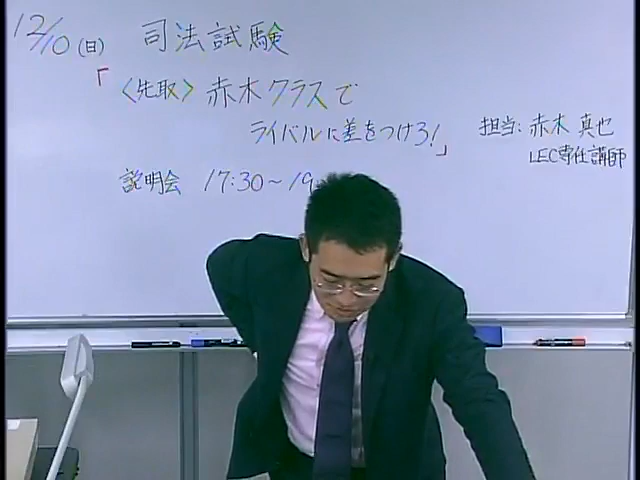 12/10(日) 司法試験
「〈先取〉赤木クラスで
ライバルに差をつけろ!」
担当: 赤木 真也
LEC専任講師
説明会 17:30〜19